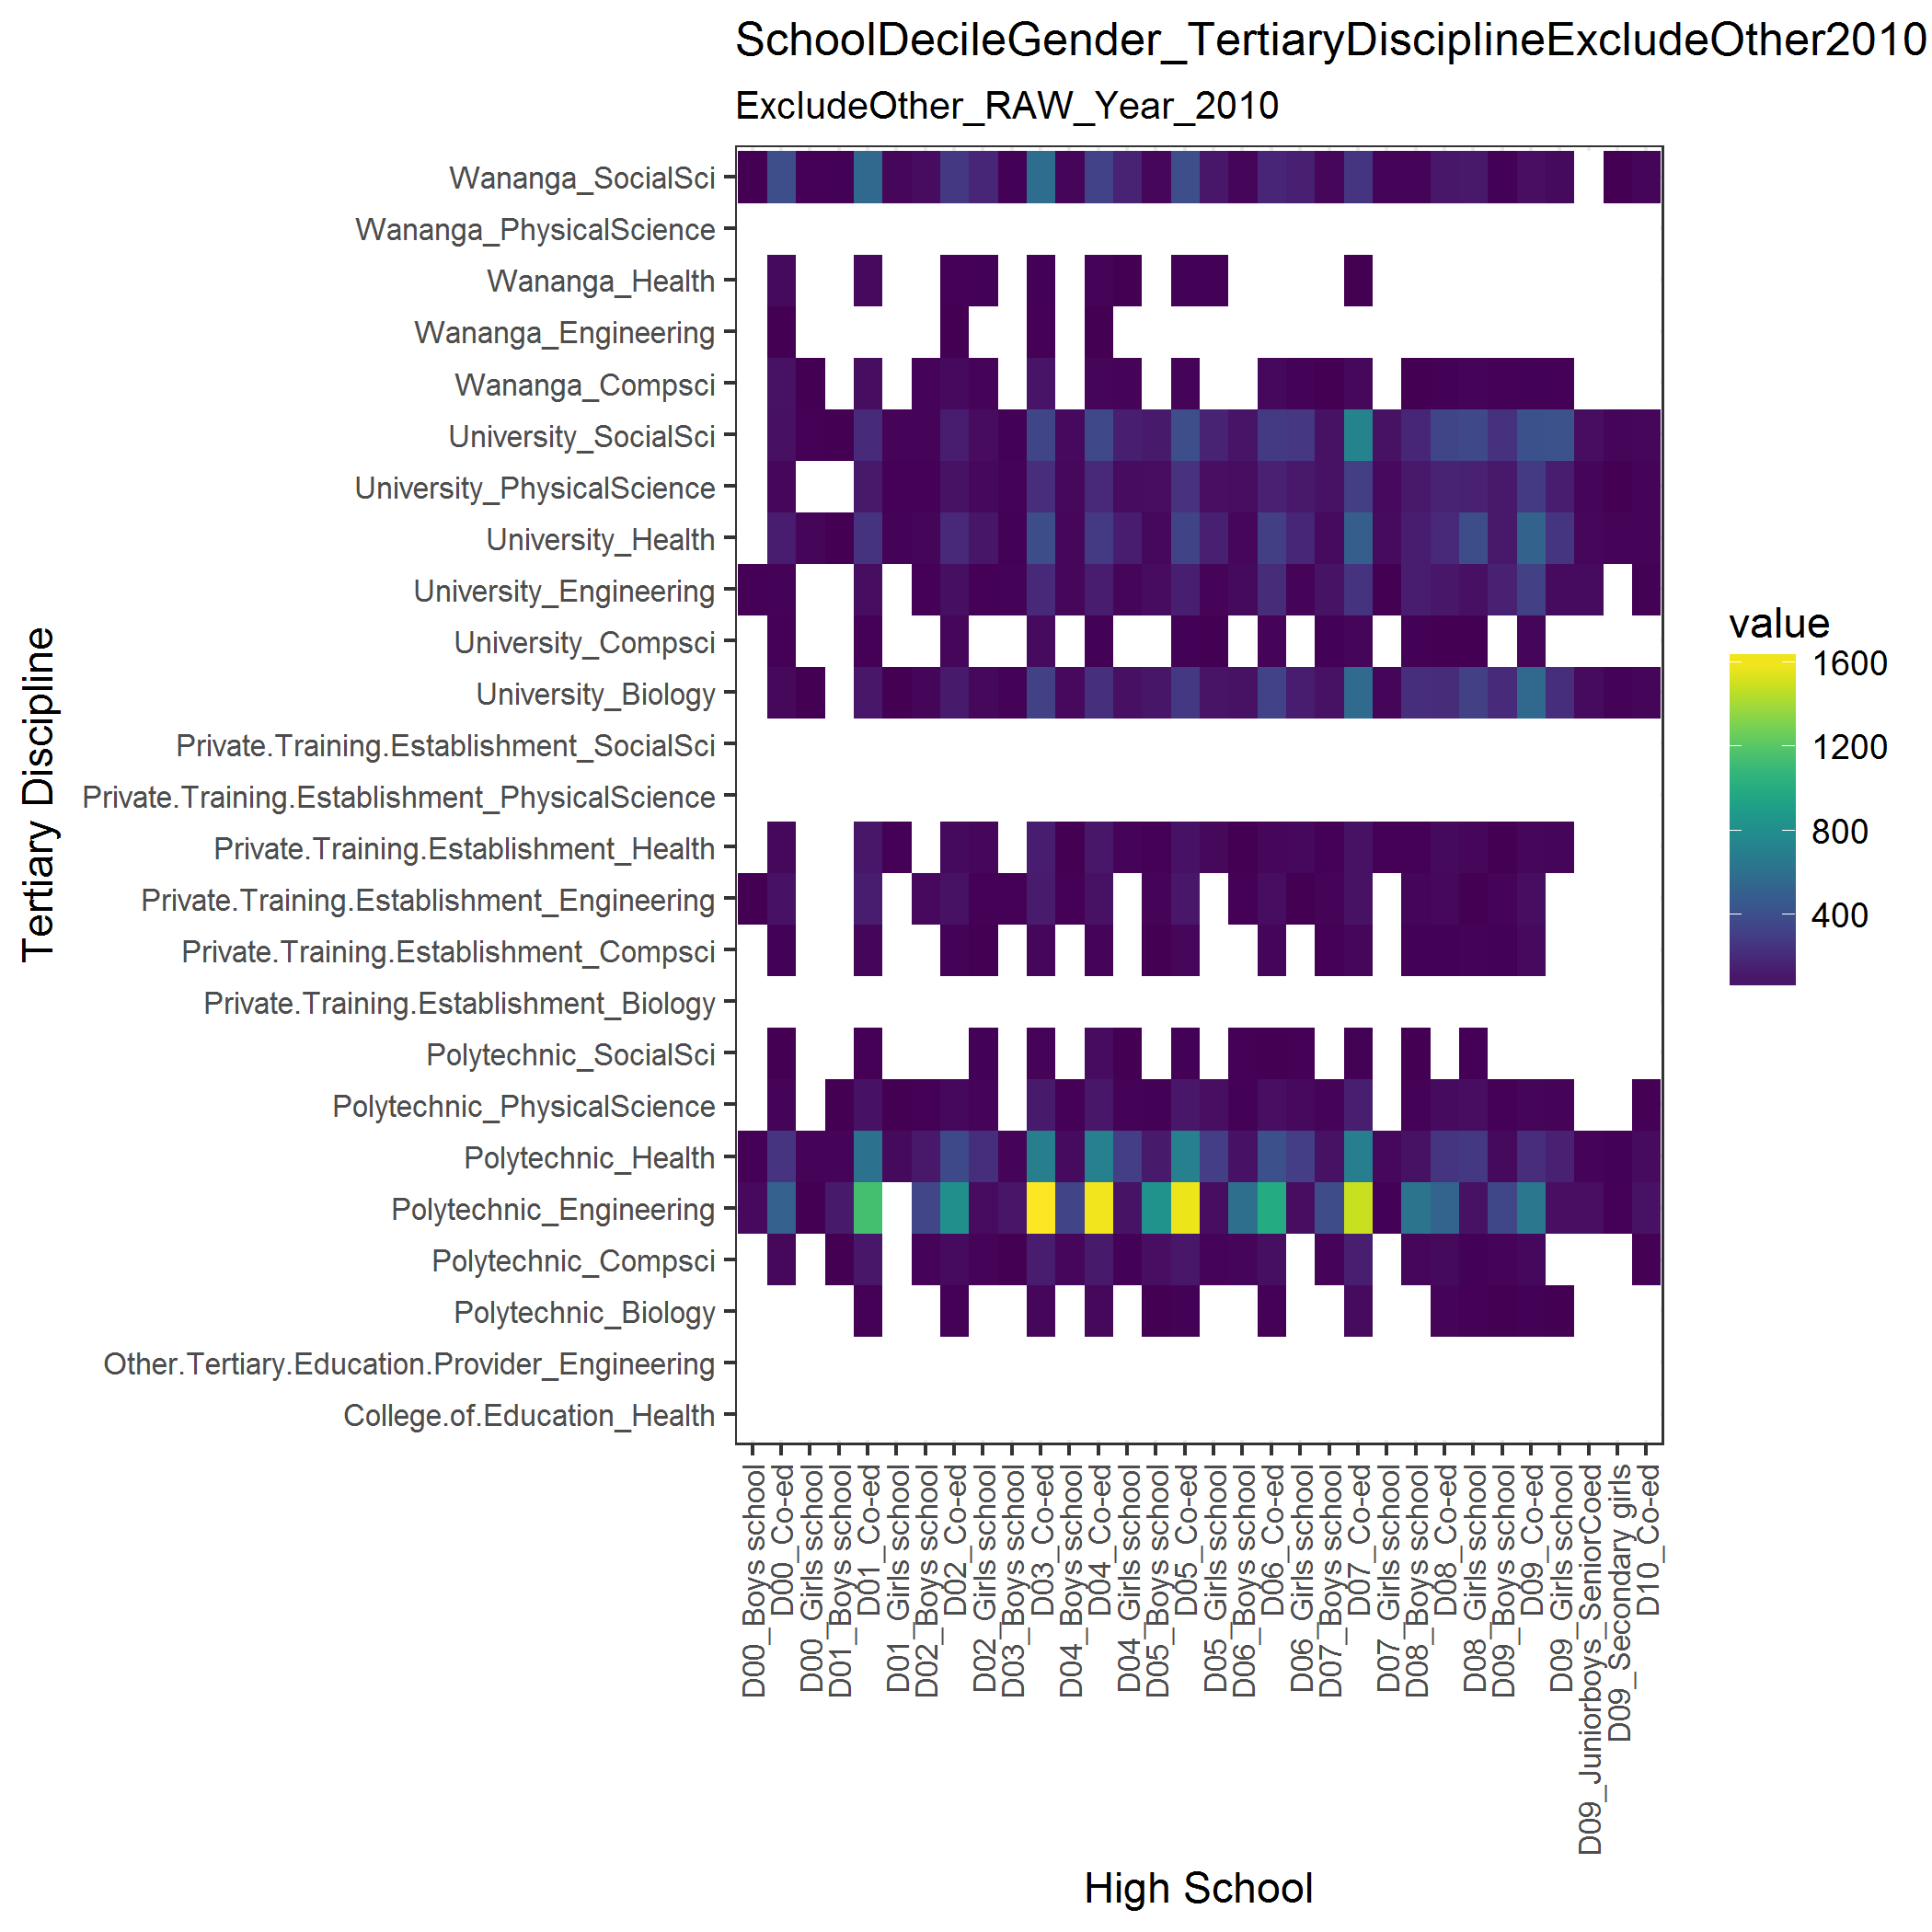 SchoolDecileGender_TertiaryDisciplineExcludeOther2010
ExcludeOther_RAW_Year_2010
Tertiary Discipline
Wananga_SocialSci
Wananga_PhysicalScience
Wananga_Health
Wananga_Engineering
Wananga_Compsci
University_SocialSci
University_PhysicalScience
University_Health
University_Engineering
University_Compsci
University_Biology
Private.Training.Establishment_SocialSci
Private.Training.Establishment_PhysicalScience
Private.Training.Establishment_Health
Private.Training.Establishment_Engineering
Private.Training.Establishment_Compsci
Private.Training.Establishment_Biology
Polytechnic_SocialSci
Polytechnic_PhysicalScience
Polytechnic_Health
Polytechnic_Engineering
Polytechnic_Compsci
Polytechnic_Biology
Other.Tertiary.Education.Provider_Engineering
College.of.Education_Health
D00_Boys school
D00_Co-ed
D00_Girls school
D01_Boys school
D01_Co-ed
D01_Girls school
D02_Boys school
D02_Co-ed
D02_Girls school
D03_Boys school
D03_Co-ed
D04_Boys school
D04_Co-ed
D04_Girls school
D05_Boys school
D05_Co-ed
D05_Girls school
D06_Boys school
D06_Co-ed
D06_Girls school
D07_Boys school
D07_Co-ed
D07_Girls school
D08_Boys school
D08_Co-ed
D08_Girls school
D09_Boys school
D09_Co-ed
D09_Girls school
D09_Juniorboys_SeniorCoed
D09_Secondary girls
D10_Co-ed
High School
value
1600
1200
800
400